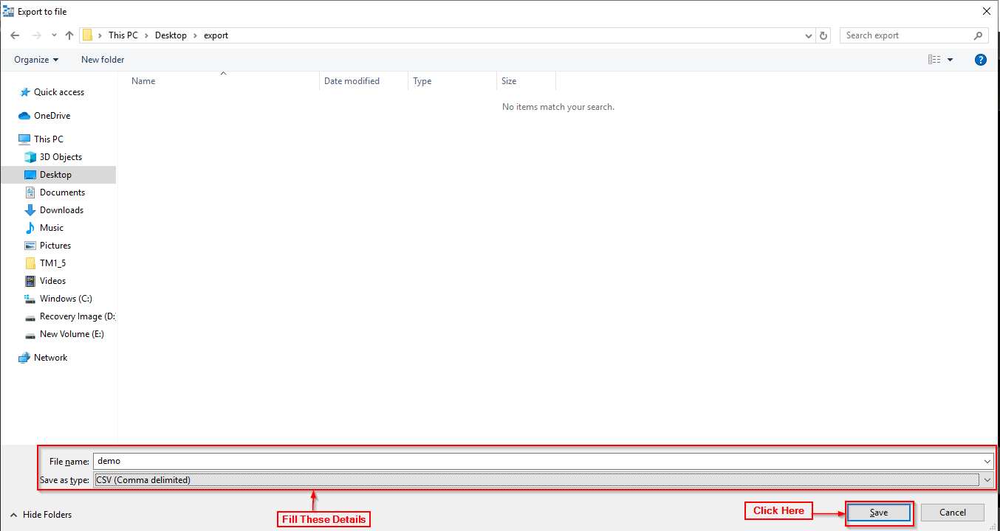 Export to file
This PC > Desktop > export
Search export
Organize
New folder
Name
Date modified
Type
Size
No items match your search.
Quick access
OneDrive
This PC
3D Objects
Desktop
Documents
Downloads
Music
Pictures
TM1_5
Videos
Windows (C:)
Recovery Image (D:)
New Volume (E:)
Network
File name: demo
Save as type: CSV (Comma delimited)
Hide Folders
Fill These Details
Click Here
Save
Cancel